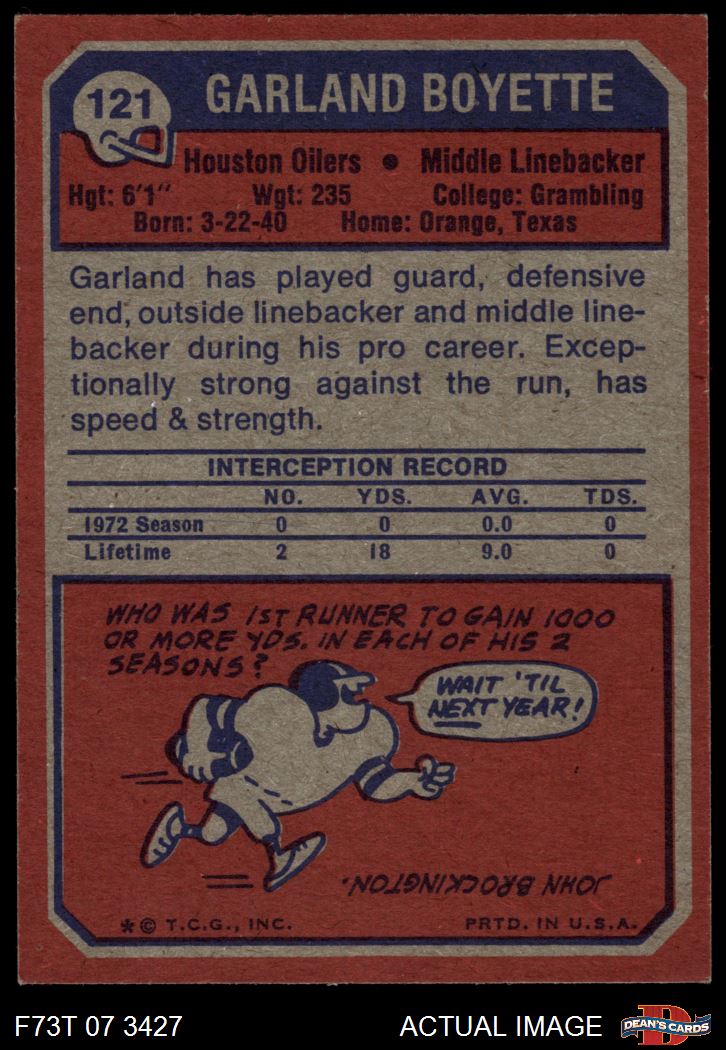 121
GARLAND BOYETTE
Houston Oilers • Middle Linebacker
Hgt: 6'1" Wgt: 235 College: Grambling
Born: 3-22-40 Home: Orange, Texas
Garland has played guard, defensive
end, outside linebacker and middle line-
backer during his pro career. Excep-
tionally strong against the run, has
speed & strength.
INTERCEPTION RECORD
NO. YDS. AVG. TDS.
1972 Season 0 0 0.0 0
Lifetime 2 18 9.0 0
WHO WAS 1ST RUNNER TO GAIN 1000
OR MORE YDS. IN EACH OF HIS 2
SEASONS?
WAIT 'TIL
NEXT YEAR!
JOHN BROCKINGTON.
*© T.C.G., INC. PRTD. IN U.S.A.
F73T 07 3427 ACTUAL IMAGE
D
DEAN'S CARDS